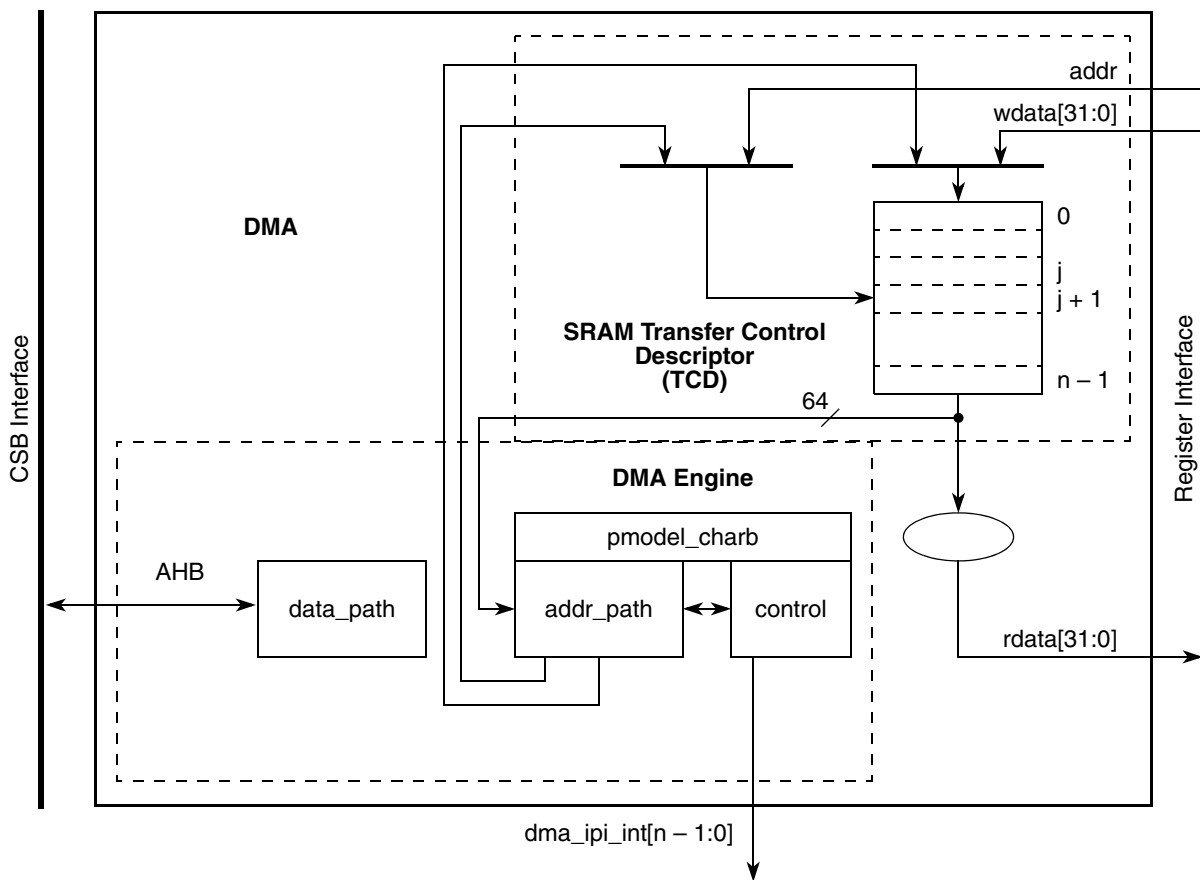 addr
wdata[31:0]
DMA
0
j
j + 1
n – 1
SRAM Transfer Control
Descriptor
(TCD)
64
CSB Interface
Register Interface
DMA Engine
pmodel_charb
AHB
data_path
addr_path
control
rdata[31:0]
dma_ipi_int[n – 1:0]